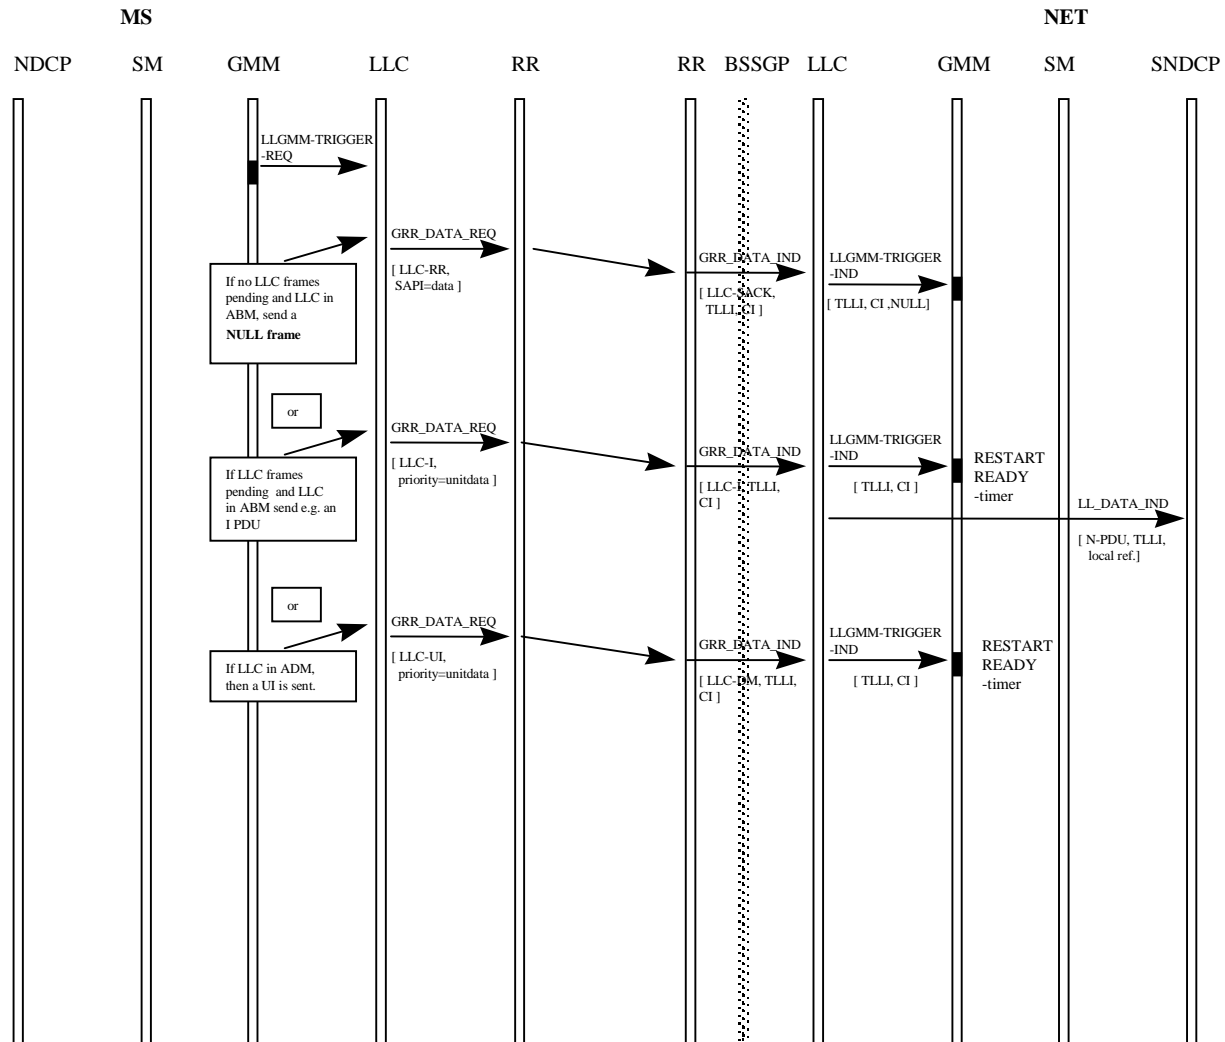 MS NET
NDCP SM GMM LLC RR RR BSSGP LLC GMM SM SNDCP
LLGMM-TRIGGER
-REQ
GRR_DATA_REQ
[ LLC-RR,
SAPI=data ]
GRR_DATA_IND
[ LLC-SACK,
TLLI, CI ]
LLGMM-TRIGGER
-IND
[ TLLI, CI ,NULL]
If no LLC frames
pending and LLC in
ABM, send a
NULL frame
or
GRR_DATA_REQ
[ LLC-I,
priority=unitdata ]
GRR_DATA_IND
[ LLC-I, TLLI,
CI ]
LLGMM-TRIGGER
-IND
[ TLLI, CI ]
RESTART
READY
-timer
If LLC frames
pending and LLC
in ABM send e.g. an
I PDU
LL_DATA_IND
[ N-PDU, TLLI,
local ref.]
or
GRR_DATA_REQ
[ LLC-UI,
priority=unitdata ]
GRR_DATA_IND
[ LLC-DM, TLLI,
CI ]
LLGMM-TRIGGER
-IND
[ TLLI, CI ]
RESTART
READY
-timer
If LLC in ADM,
then a UI is sent.